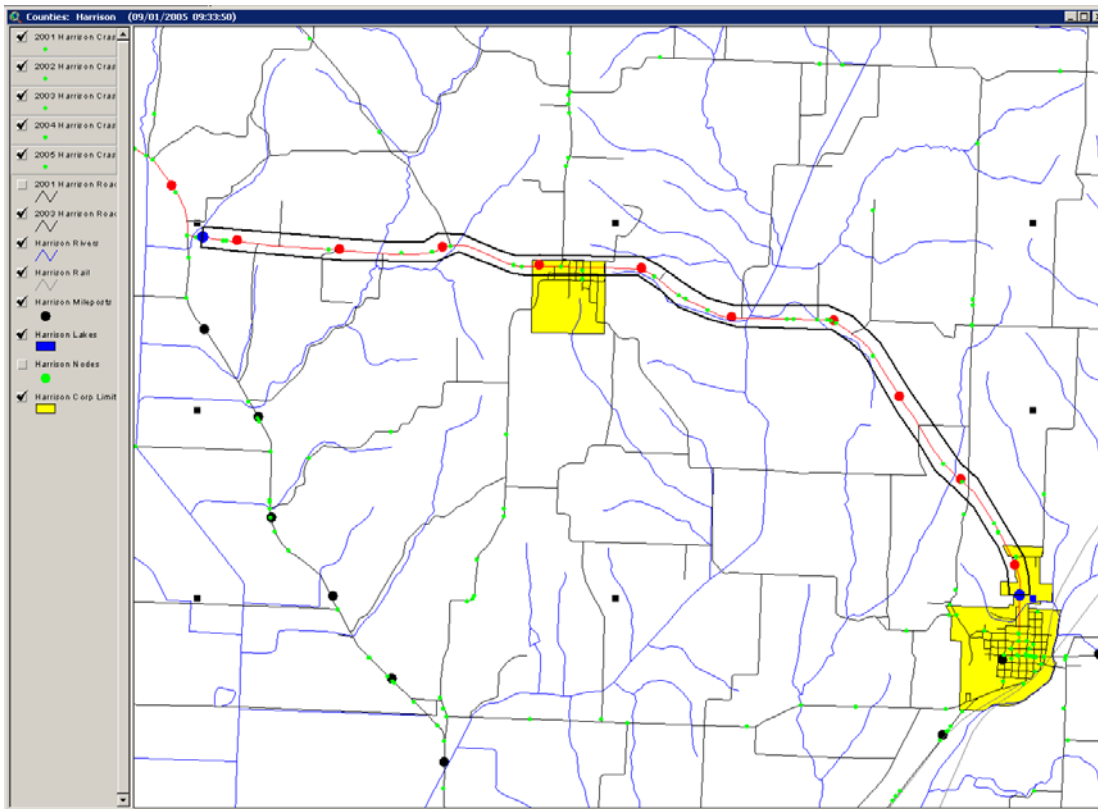 Counties: Harrison (09/01/2005 09:33:50)
2001 Harrison Cras
2002 Harrison Cras
2003 Harrison Cras
2004 Harrison Cras
2005 Harrison Cras
2001 Harrison Road
2003 Harrison Road
Harrison Rivers
Harrison Rail
Harrison Mileposts
Harrison Lakes
Harrison Nodes
Harrison Corp Limit